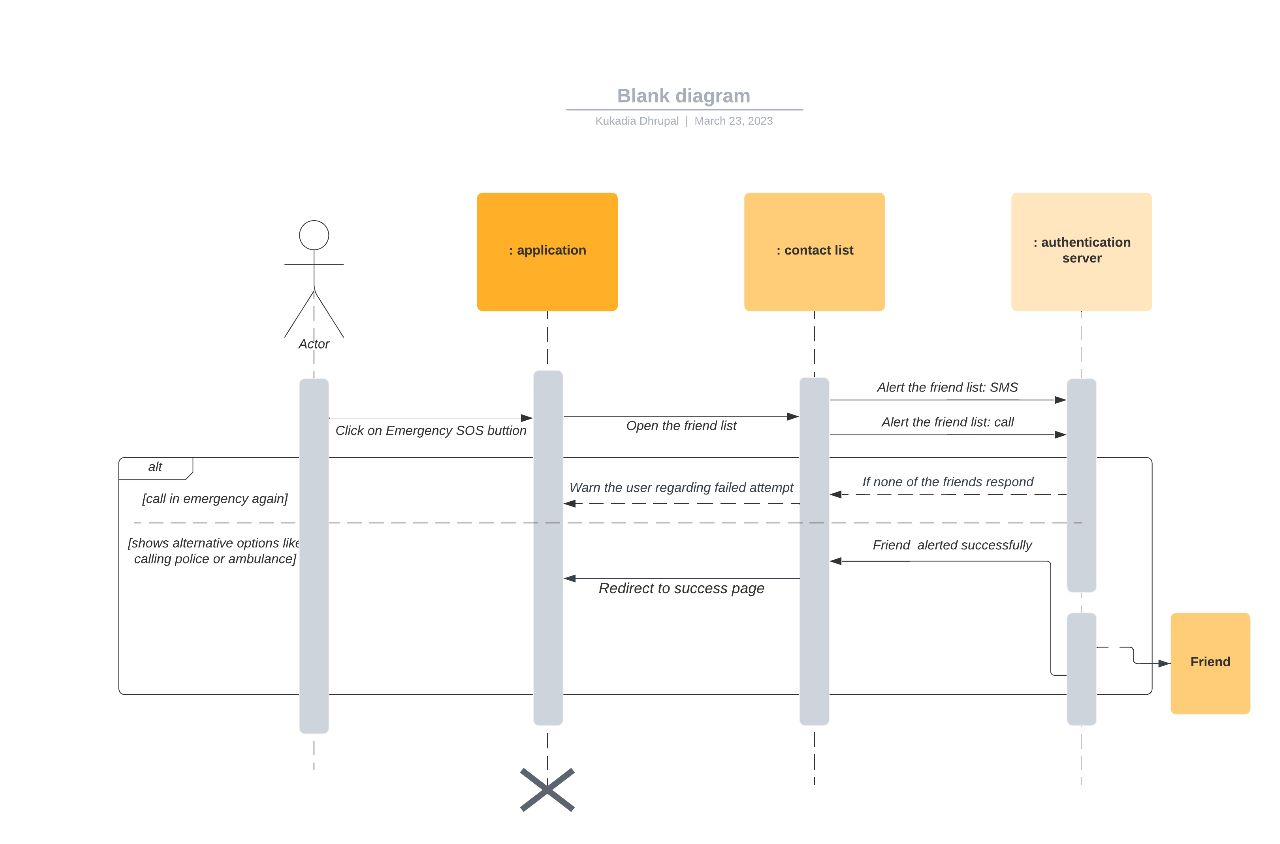 Blank diagram
Kukadia Dhrupal | March 23, 2023
: application
: contact list
: authentication
server
Actor
Alert the friend list: SMS
Click on Emergency SOS buttion
Open the friend list
Alert the friend list: call
alt
[call in emergency again]
Warn the user regarding failed attempt
If none of the friends respond
[shows alternative options like
calling police or ambulance]
Friend alerted successfully
Redirect to success page
Friend